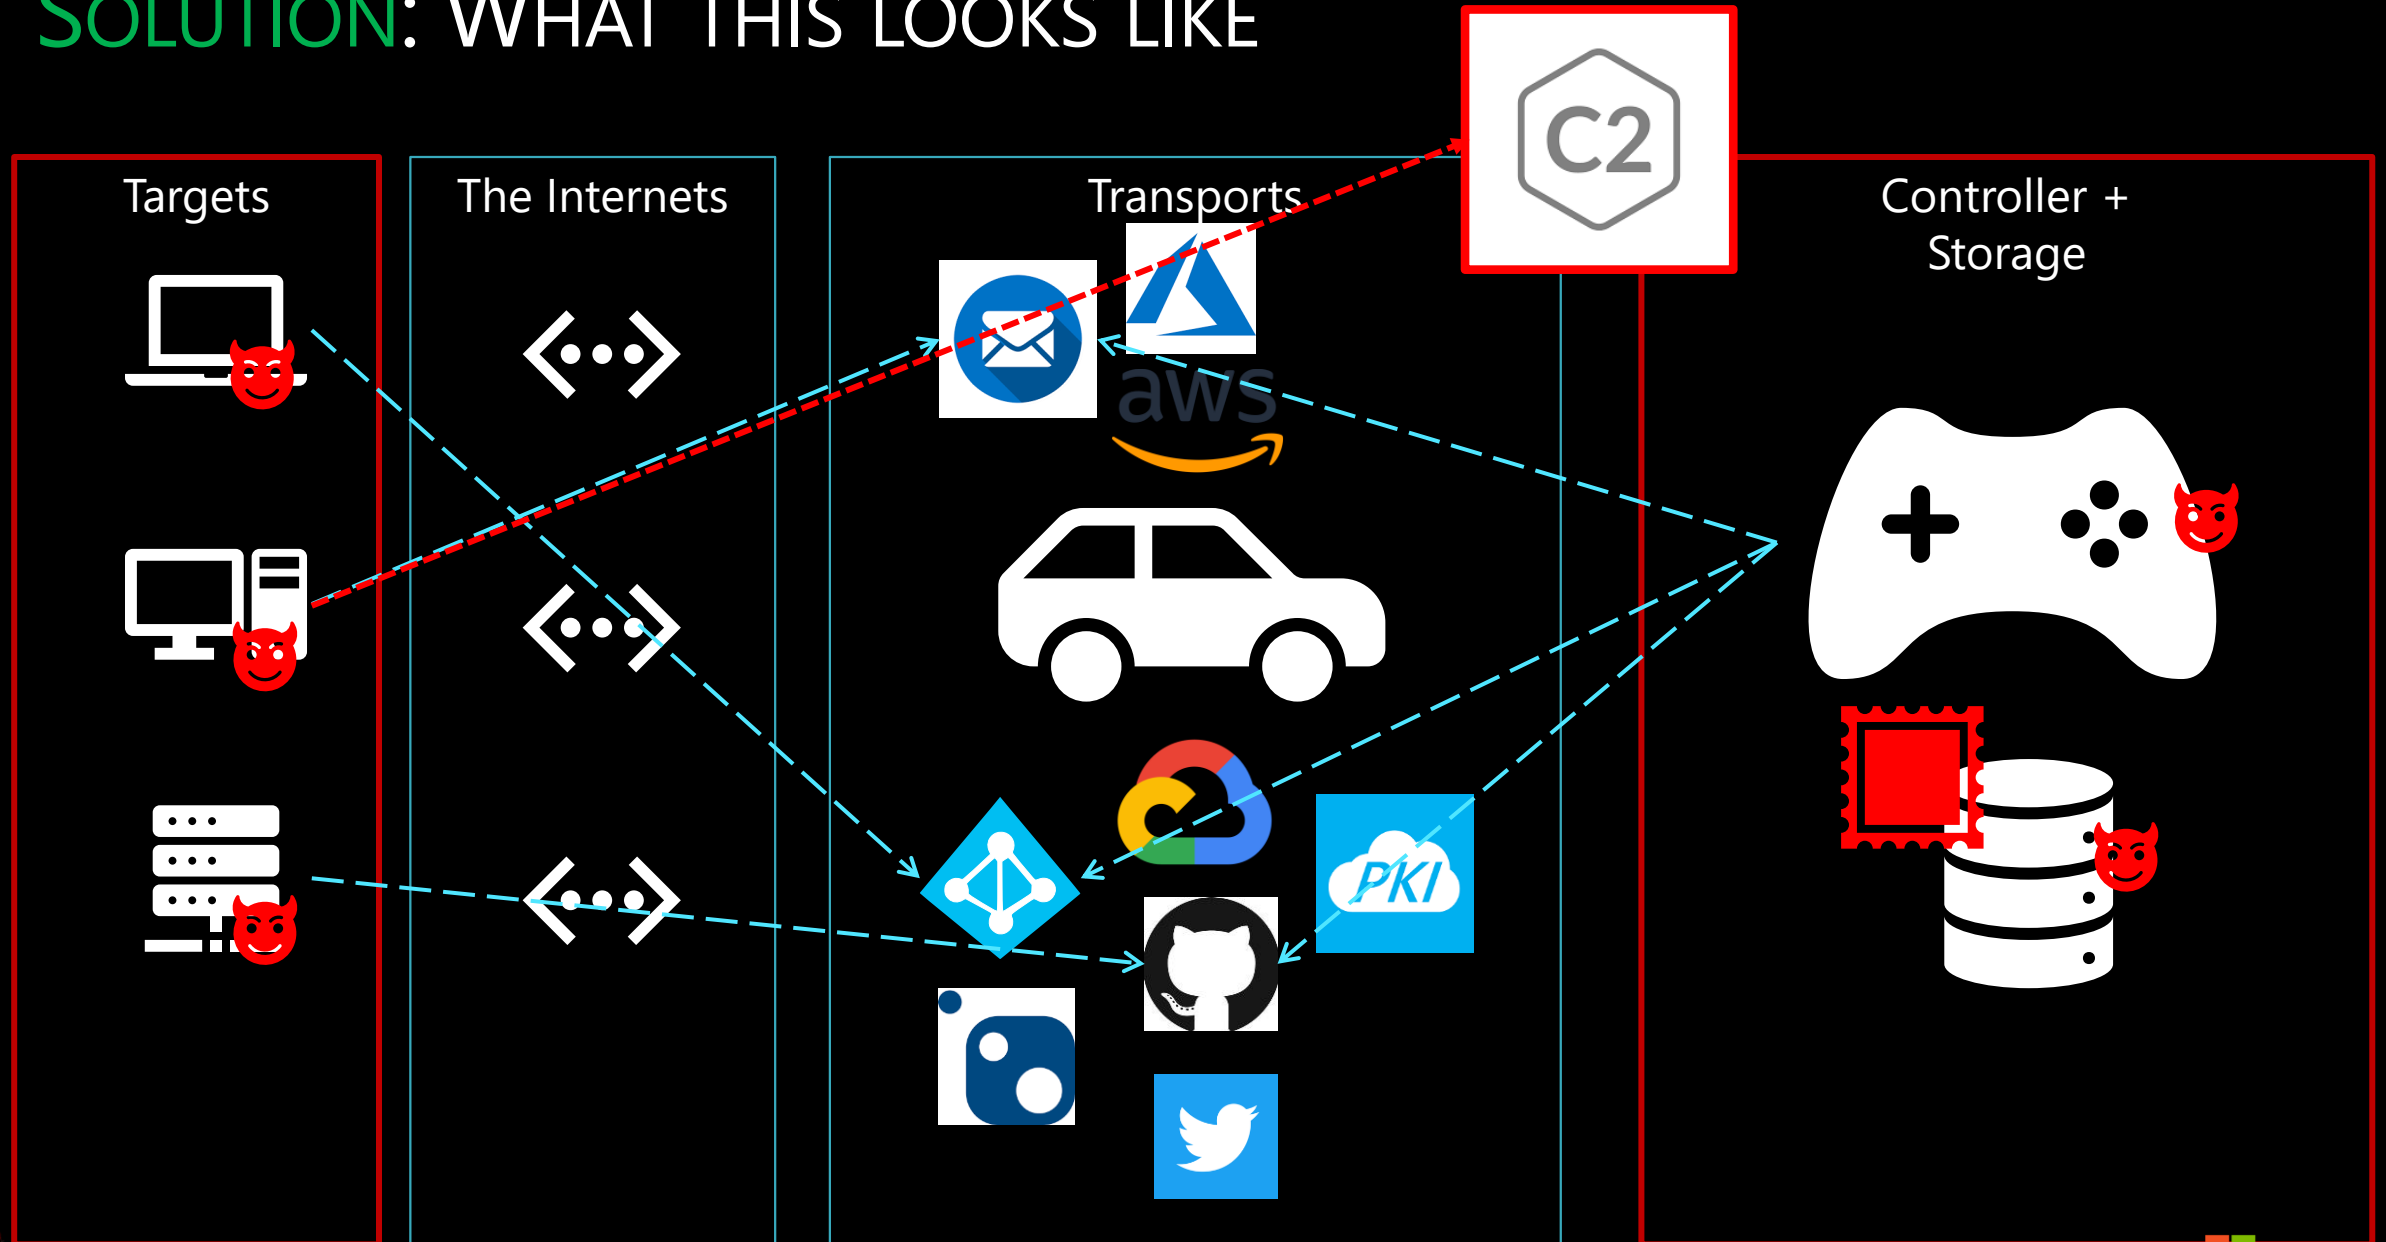 SOLUTION: WHAT THIS LOOKS LIKE
Targets
The Internets
Transports
C2
Controller +
Storage
aws
PKI